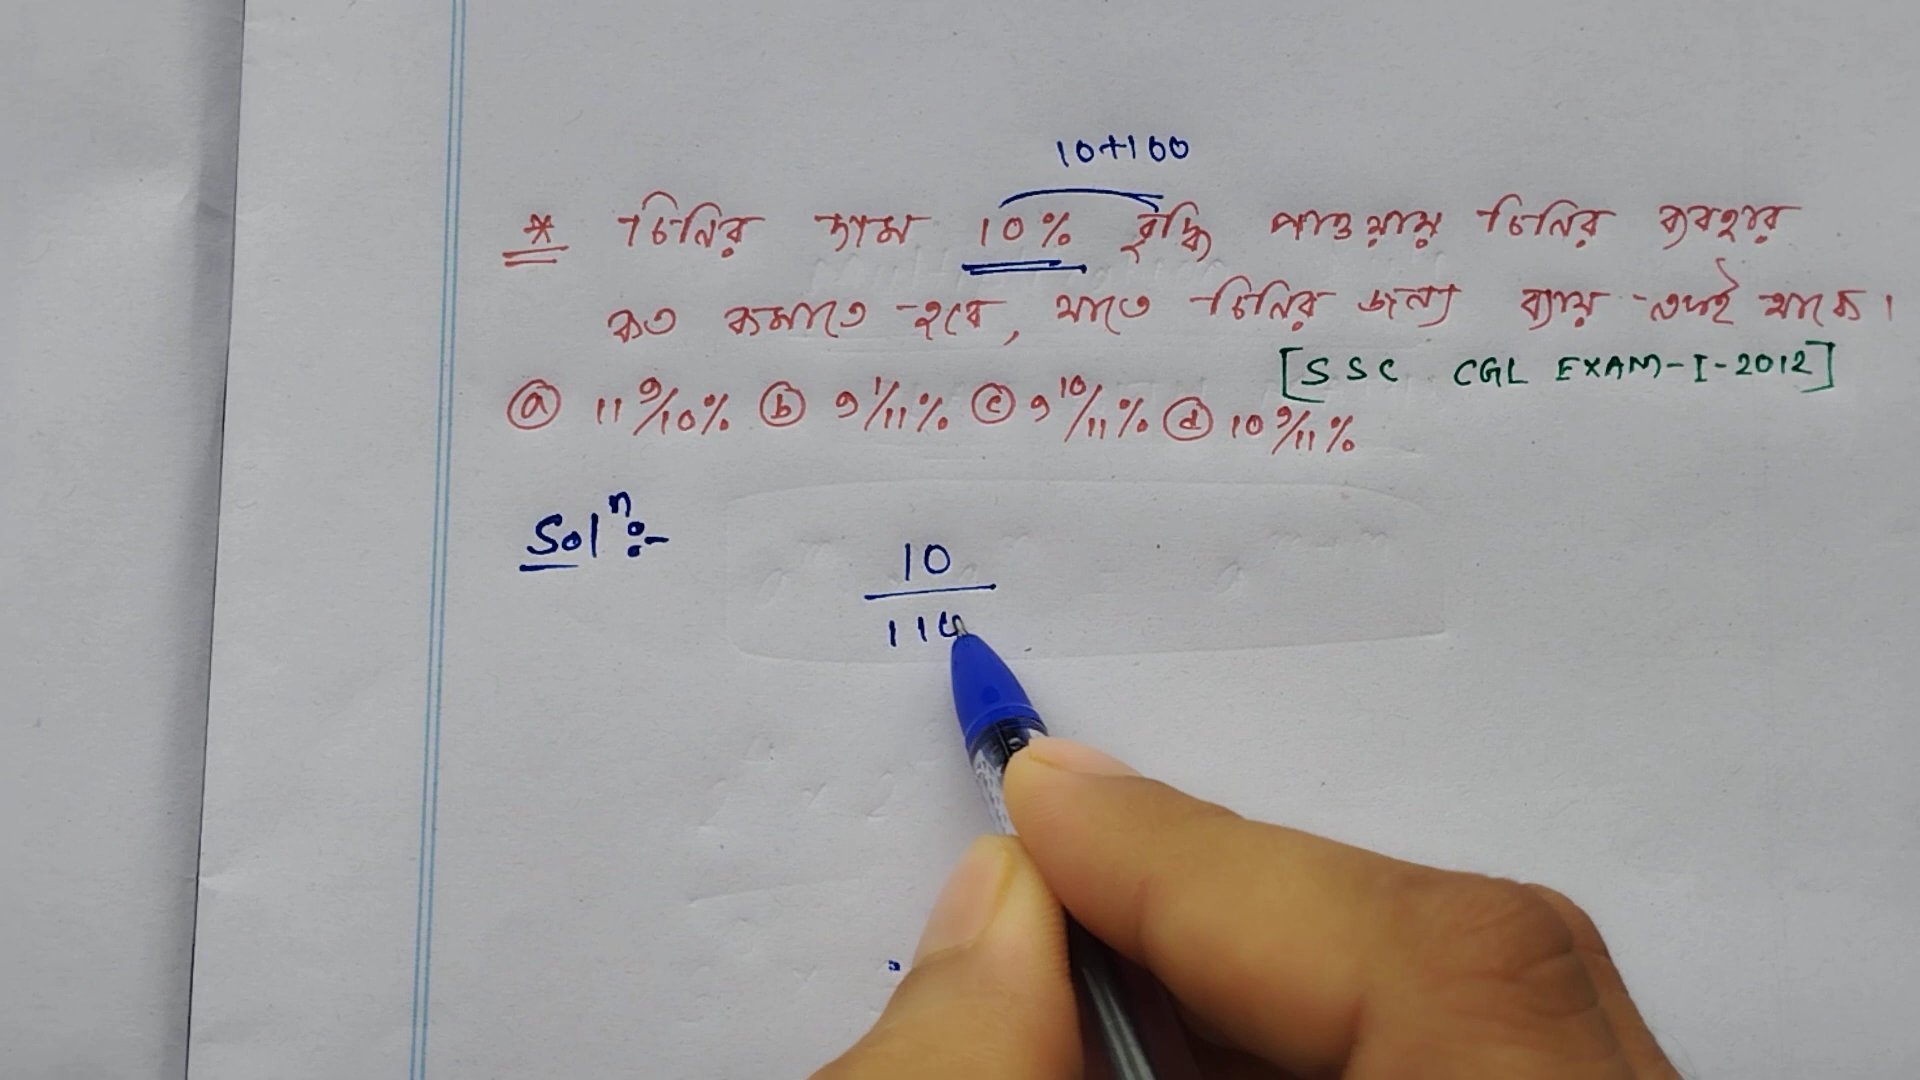 10+100
* চিনির দাম 10% বৃদ্ধি পাওয়ায় চিনির ব্যবহার
কত কমাতে হবে, যাতে চিনির জন্য ব্যয় একই থাকে।
[SSC CGL EXAM-I-2012]
ⓐ 11 9/10% ⓑ 9 1/11% ⓒ 9 10/11% ⓓ 10 9/11%
Solⁿ:-
10
110